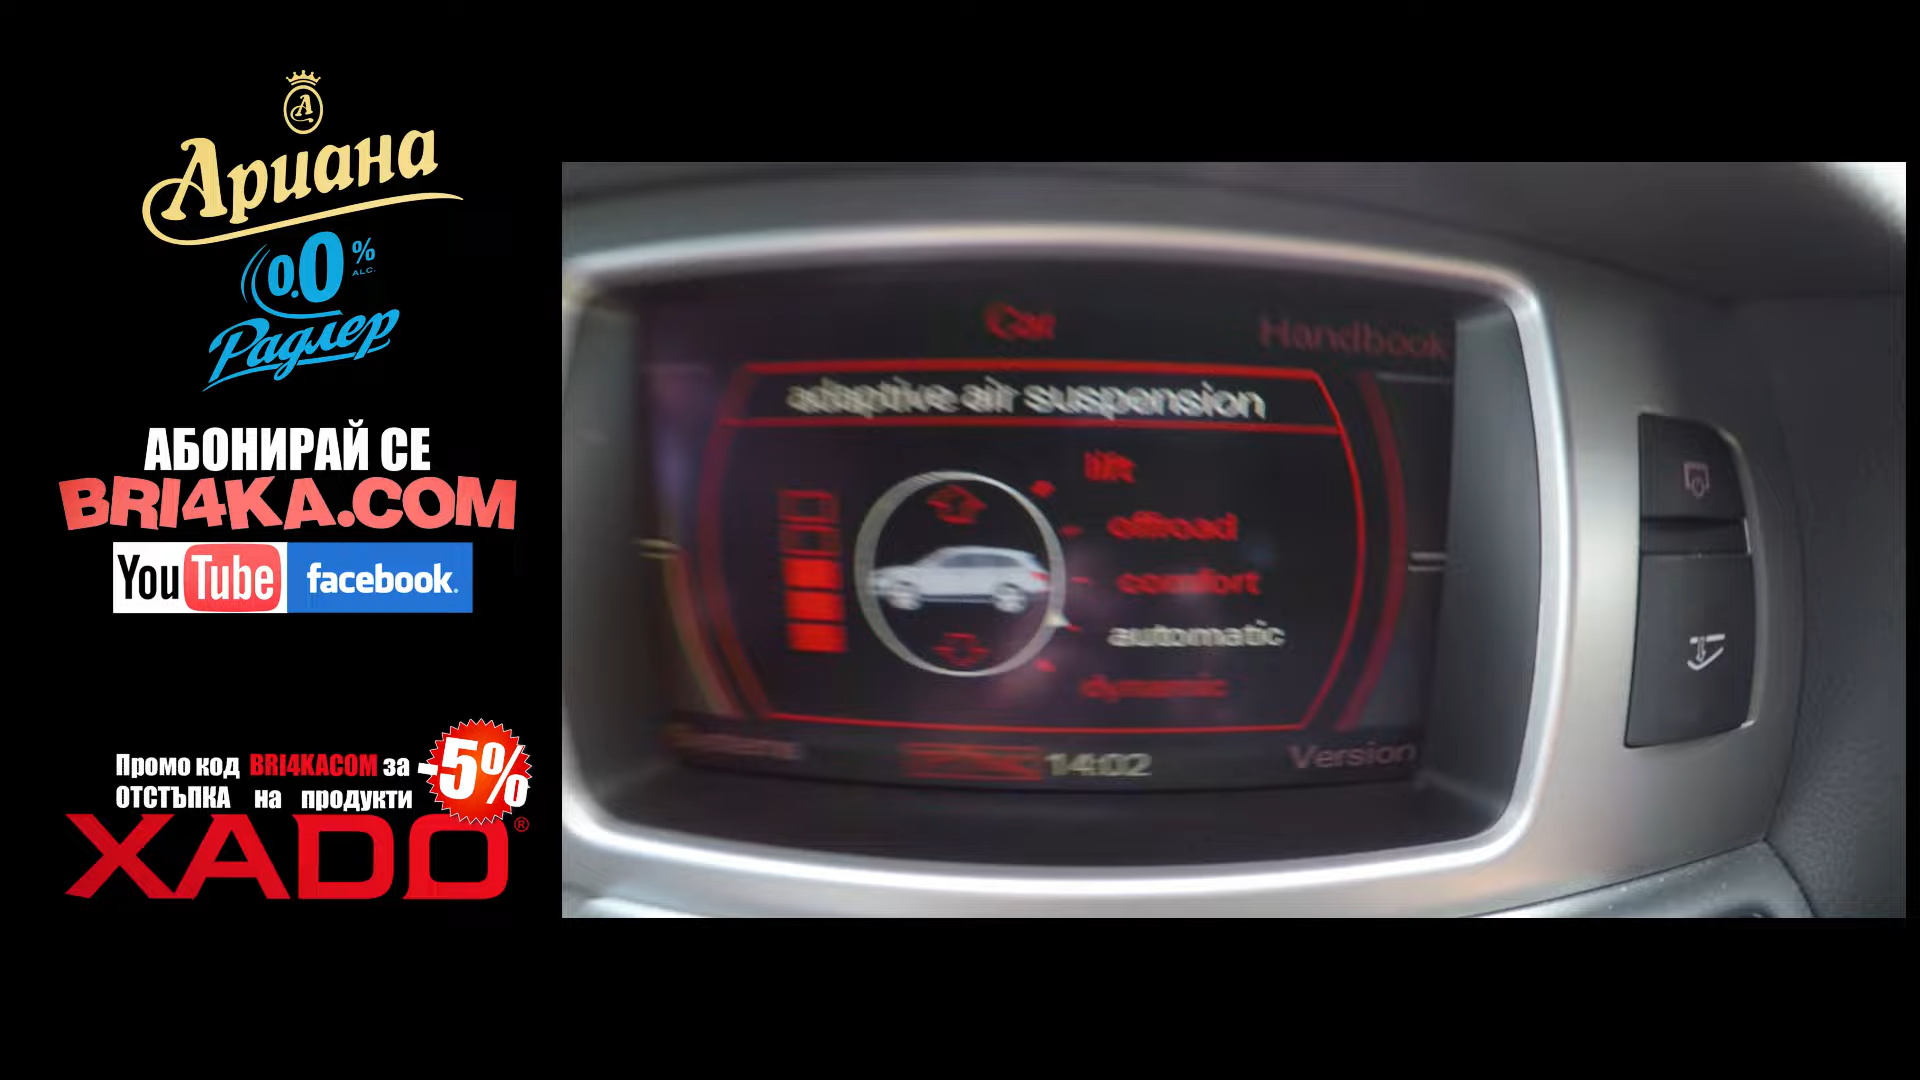 A
Ариана
0.0 %
ALC.
Радлер
АБОНИРАЙ СЕ
BRI4KA.COM
YouTube facebook.
Промо код BRI4KACOM за
ОТСТЪПКА на продукти
-5%
XADO®
Car
Handbook
adaptive air suspension
lift
offroad
comfort
automatic
dynamic
14:02
Version